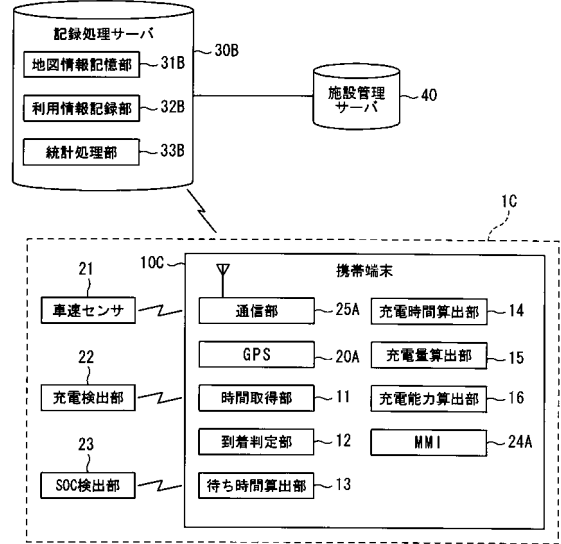 記録処理サーバ
30B
地図情報記憶部
31B
利用情報記録部
32B
統計処理部
33B
施設管理
サーバ
40
1C
10C
携帯端末
21
車速センサ
22
充電検出部
23
SOC検出部
通信部
25A
GPS
20A
時間取得部
11
到着判定部
12
待ち時間算出部
13
充電時間算出部
14
充電量算出部
15
充電能力算出部
16
MMI
24A